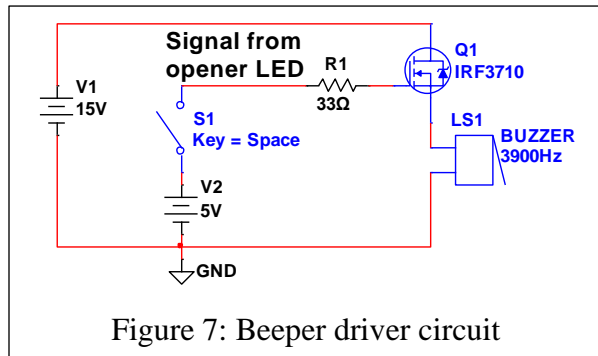 Signal from
opener LED
V1
15V
S1
Key = Space
V2
5V
GND
R1
33Ω
Q1
IRF3710
LS1
BUZZER
3900Hz
Figure 7: Beeper driver circuit